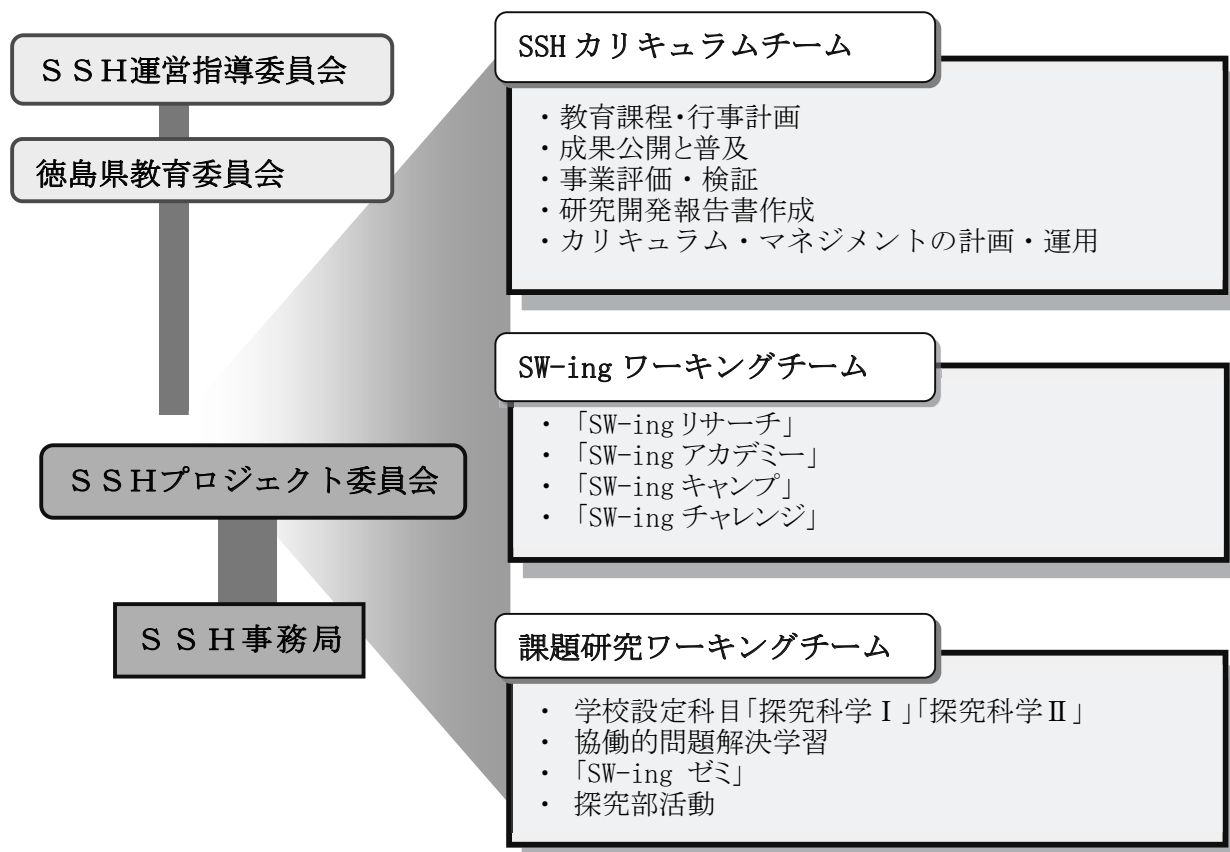 ＳＳＨ運営指導委員会
徳島県教育委員会
ＳＳＨプロジェクト委員会
ＳＳＨ事務局
SSH カリキュラムチーム
・教育課程・行事計画
・成果公開と普及
・事業評価・検証
・研究開発報告書作成
・カリキュラム・マネジメントの計画・運用
SW-ing ワーキングチーム
・「SW-ing リサーチ」
・「SW-ing アカデミー」
・「SW-ing キャンプ」
・「SW-ing チャレンジ」
課題研究ワーキングチーム
・ 学校設定科目「探究科学Ⅰ」「探究科学Ⅱ」
・ 協働的問題解決学習
・「SW-ing ゼミ」
・ 探究部活動